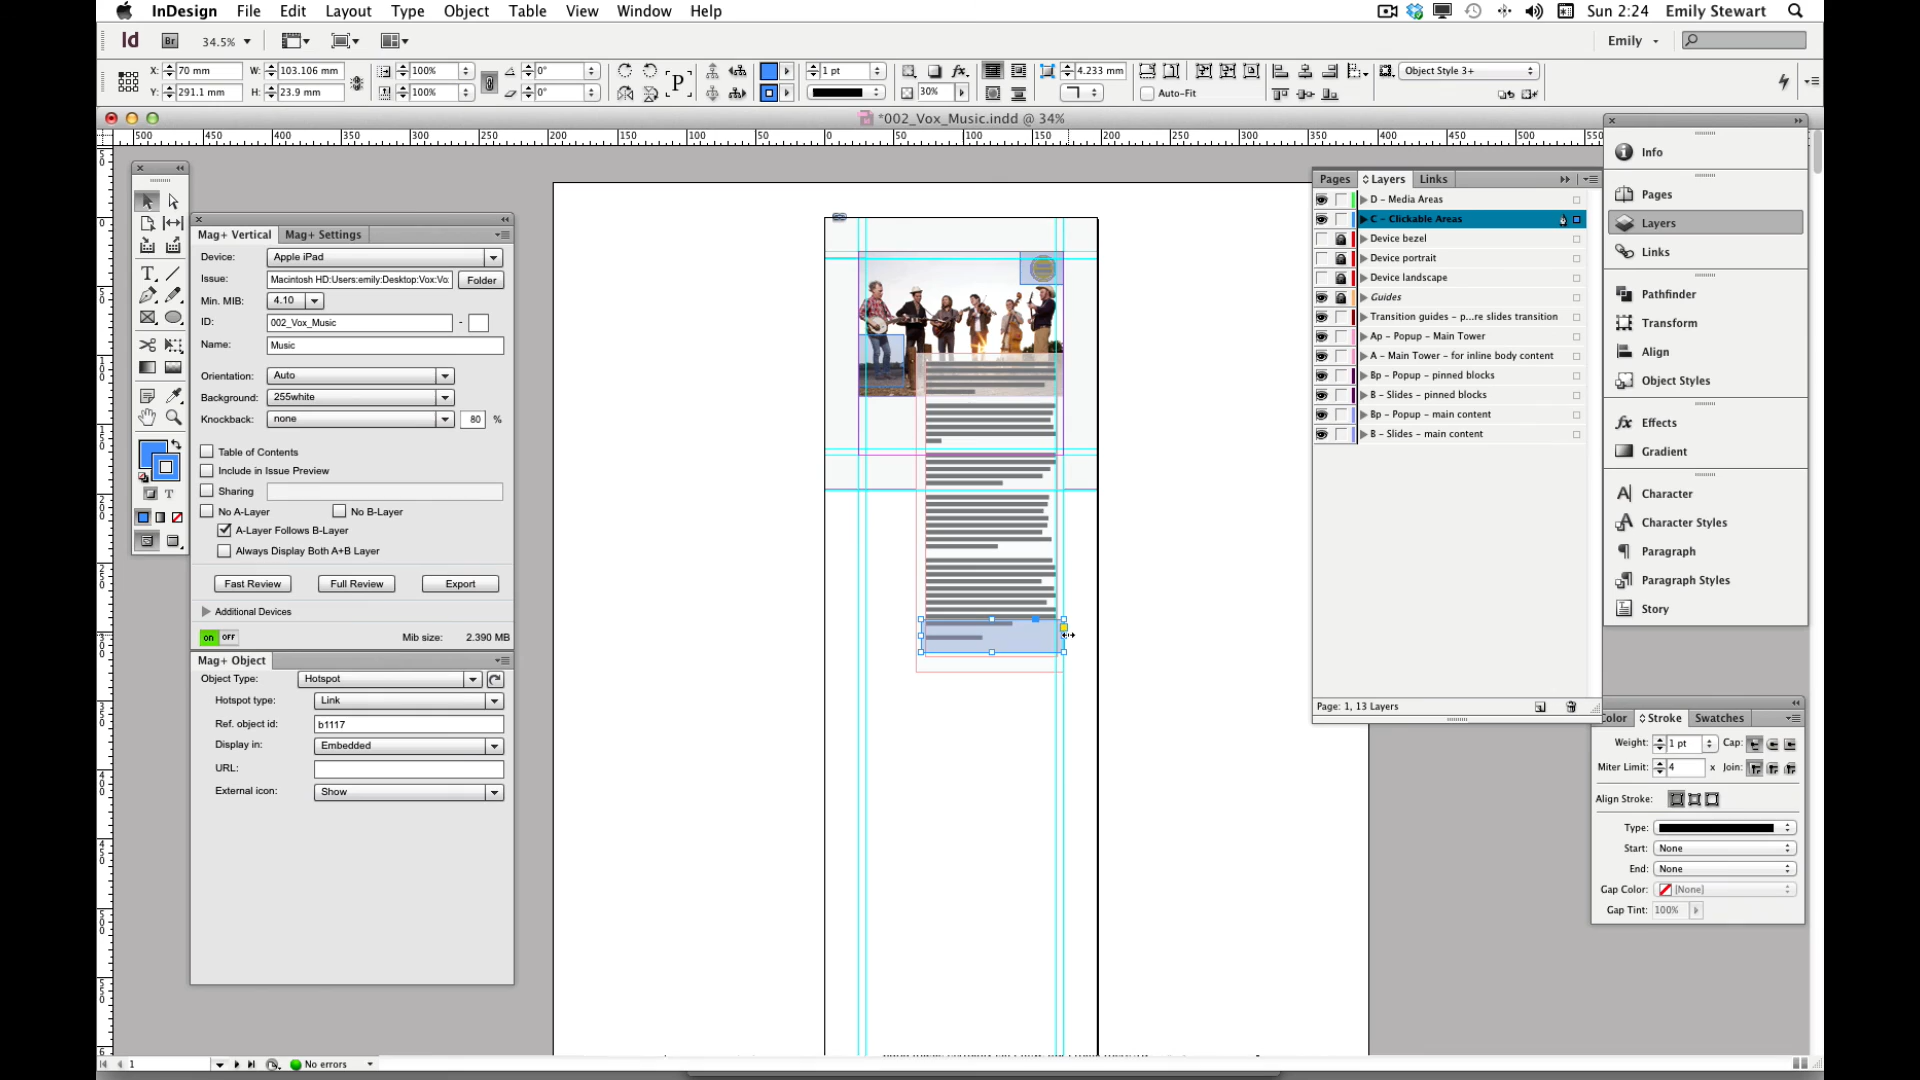 InDesign File Edit Layout Type Object Table View Window Help Sun 2:24 Emily Stewart
Id Br 34.5% Emily
X: 70 mm W: 103.106 mm 100% 0° P 1 pt fx 4.233 mm Object Style 3+
Y: 291.1 mm H: 23.9 mm 100% 0° 30% Auto-Fit
*002_Vox_Music.indd @ 34%
500 450 400 350 300 250 200 150 100 50 0 50 100 150 200 250 300 350 400 450 500 550
Mag+ Vertical Mag+ Settings
Device: Apple iPad
Issue: Macintosh HD:Users:emily:Desktop:Vox:Vo: Folder
Min. MIB: 4.10
ID: 002_Vox_Music -
Name: Music
Orientation: Auto
Background: 255white
Knockback: none 80 %
Table of Contents
Include in Issue Preview
Sharing
No A-Layer No B-Layer
A-Layer Follows B-Layer
Always Display Both A+B Layer
Fast Review Full Review Export
Additional Devices
on OFF Mib size: 2.390 MB
Mag+ Object
Object Type: Hotspot
Hotspot type: Link
Ref. object id: b1117
Display in: Embedded
URL:
External icon: Show
Pages Layers Links
D - Media Areas
C - Clickable Areas
Device bezel
Device portrait
Device landscape
Guides
Transition guides - p...re slides transition
Ap - Popup - Main Tower
A - Main Tower - for inline body content
Bp - Popup - pinned blocks
B - Slides - pinned blocks
Bp - Popup - main content
B - Slides - main content
Page: 1, 13 Layers
Info
Pages
Layers
Links
Pathfinder
Transform
Align
Object Styles
fx Effects
Gradient
Character
Character Styles
Paragraph
Paragraph Styles
Story
Color Stroke Swatches
Weight: 1 pt Cap:
Miter Limit: 4 x Join:
Align Stroke:
Type:
Start: None
End: None
Gap Color: [None]
Gap Tint: 100%
1 No errors